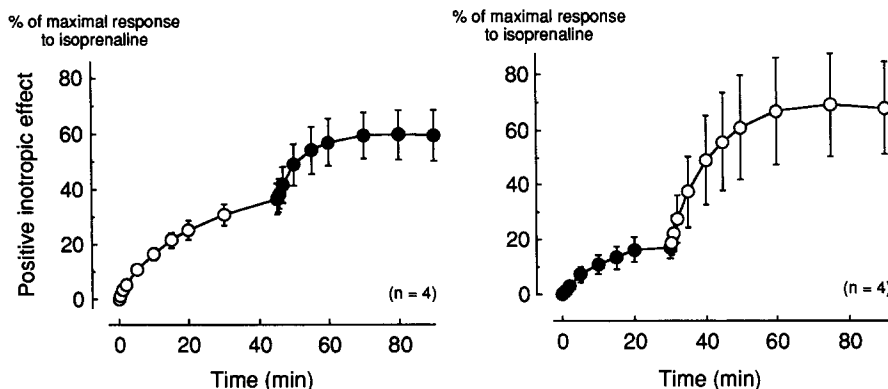 % of maximal response
to isoprenaline
Positive inotropic effect
80
60
40
20
0
(n = 4)
0 20 40 60 80
Time (min)
% of maximal response
to isoprenaline
80
60
40
20
0
(n = 4)
0 20 40 60 80
Time (min)